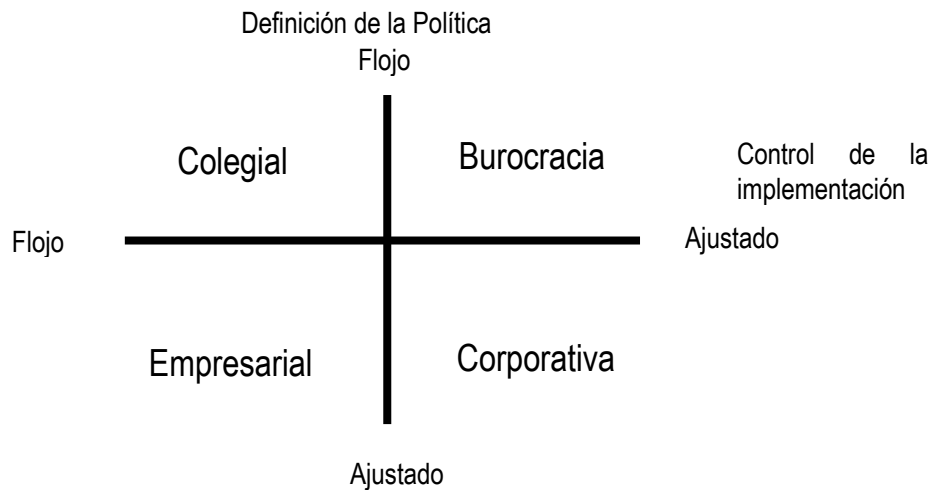 Definición de la Política
Flojo
Colegial
Burocracia
Control de la
implementación
Flojo
Ajustado
Empresarial
Corporativa
Ajustado